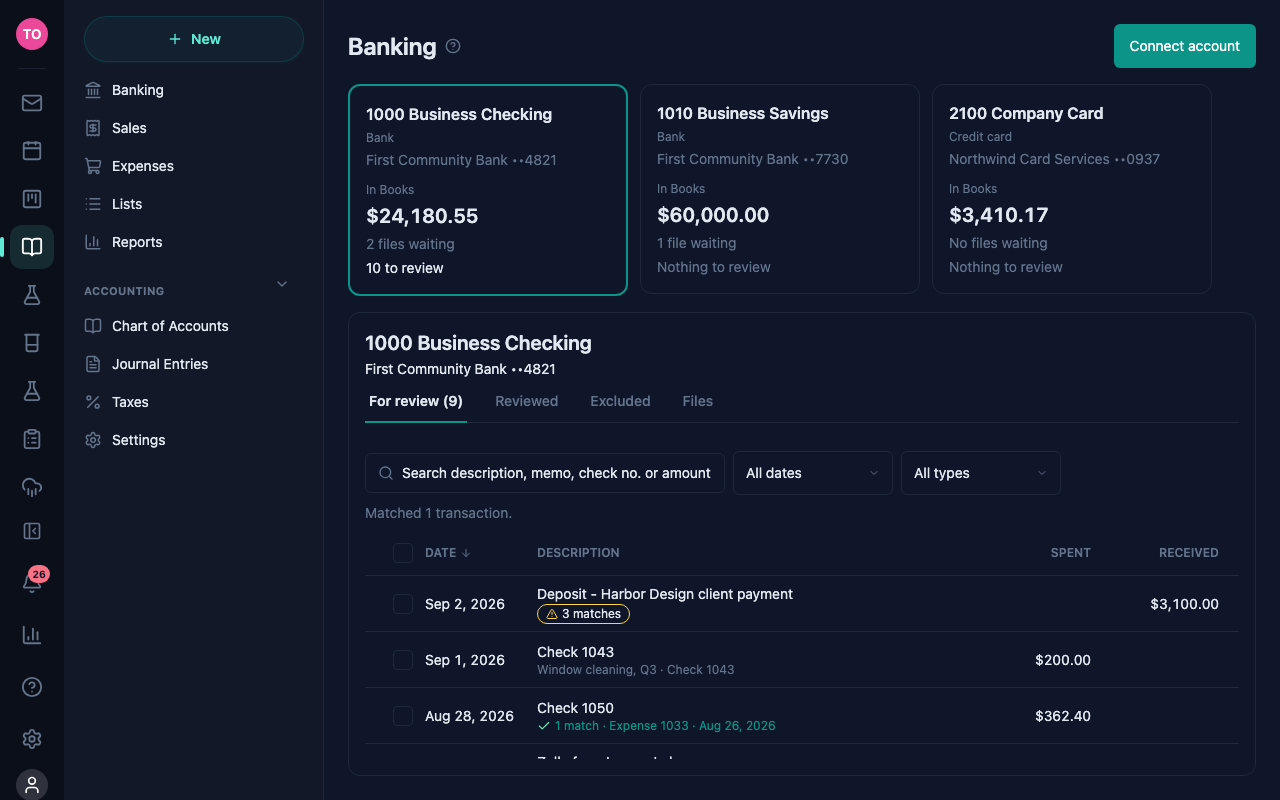 TO
New
Banking
Sales
Expenses
Lists
Reports
ACCOUNTING
Chart of Accounts
Journal Entries
Taxes
Settings
26
Banking
Connect account
1000 Business Checking
Bank
First Community Bank ••4821
In Books
$24,180.55
2 files waiting
10 to review
1010 Business Savings
Bank
First Community Bank ••7730
In Books
$60,000.00
1 file waiting
Nothing to review
2100 Company Card
Credit card
Northwind Card Services ••0937
In Books
$3,410.17
No files waiting
Nothing to review
1000 Business Checking
First Community Bank ••4821
For review (9) Reviewed Excluded Files
Search description, memo, check no. or amount All dates All types
Matched 1 transaction.
DATE ↓ DESCRIPTION SPENT RECEIVED
Sep 2, 2026 Deposit - Harbor Design client payment $3,100.00
3 matches
Sep 1, 2026 Check 1043 $200.00
Window cleaning, Q3 · Check 1043
Aug 28, 2026 Check 1050 $362.40
1 match · Expense 1033 · Aug 26, 2026